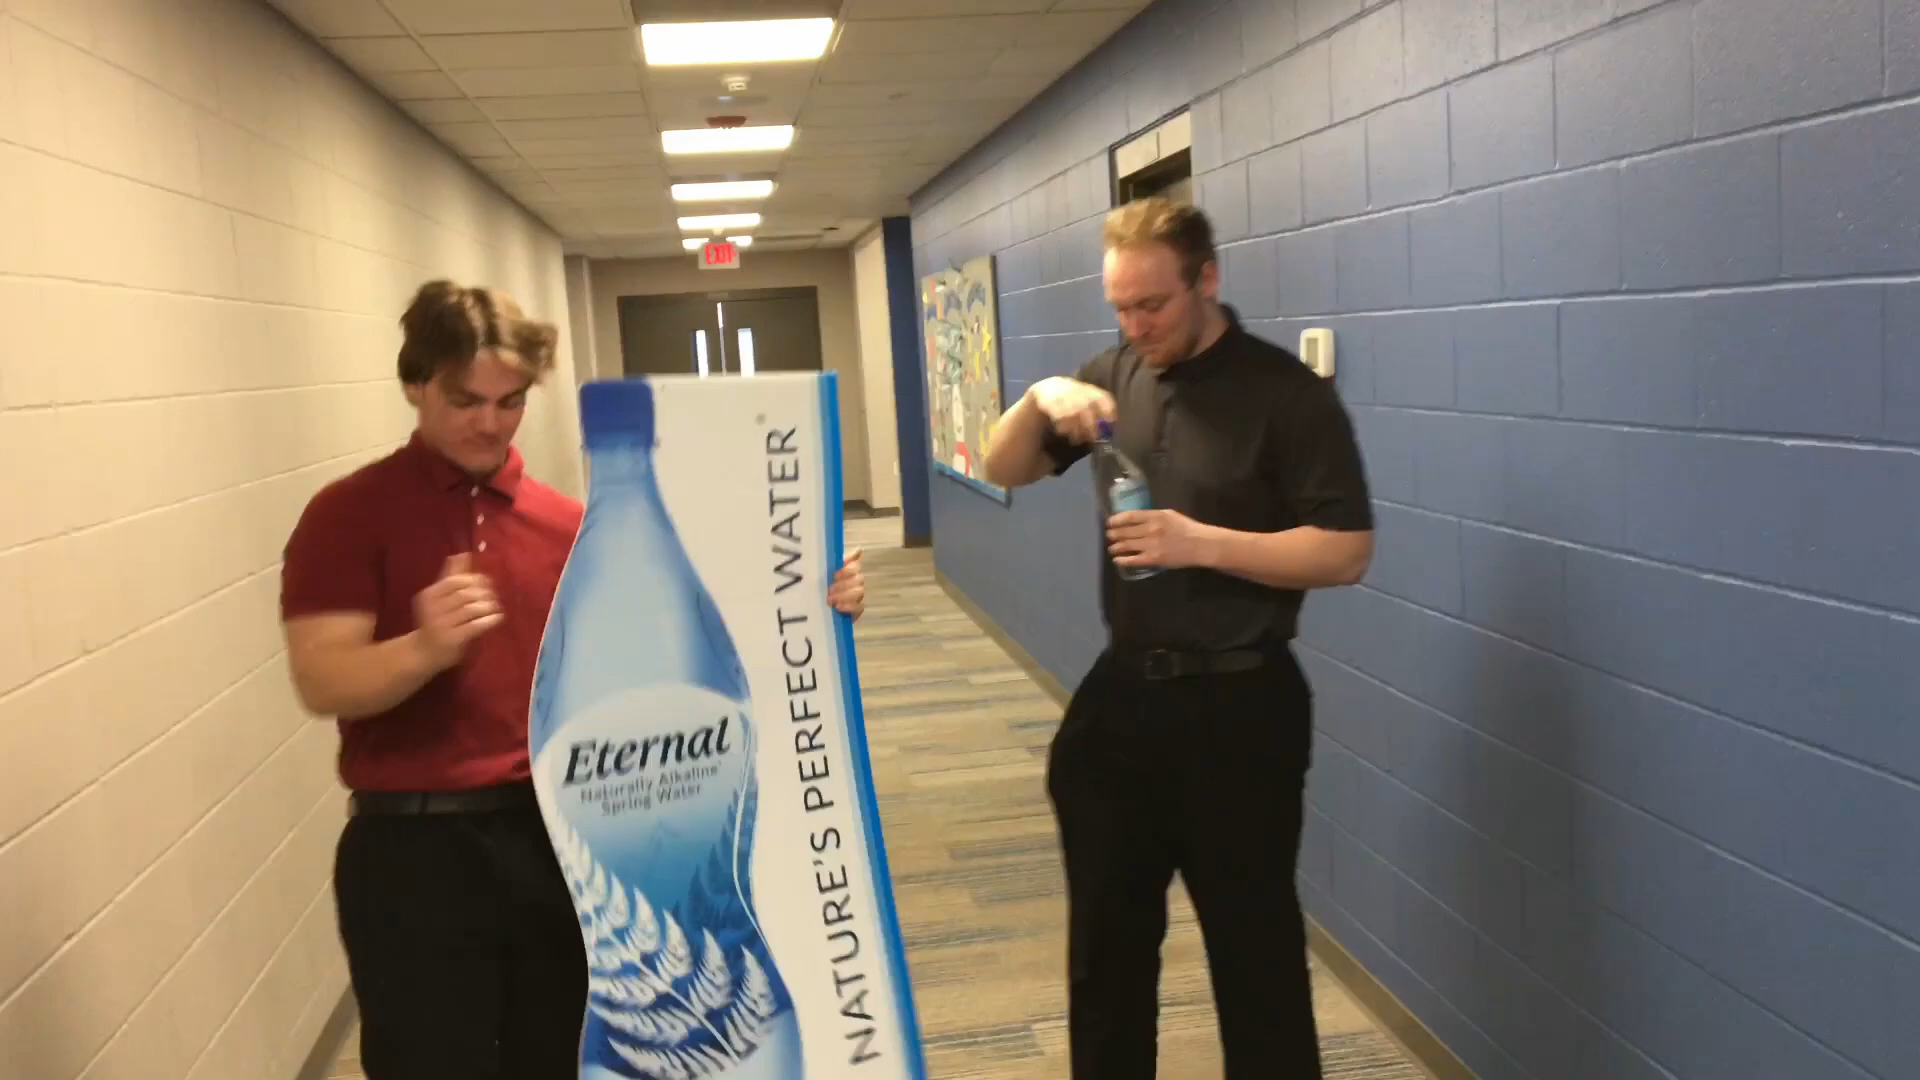 EXIT
Eternal
Naturally Alkaline®
Spring Water
NATURE'S PERFECT WATER®